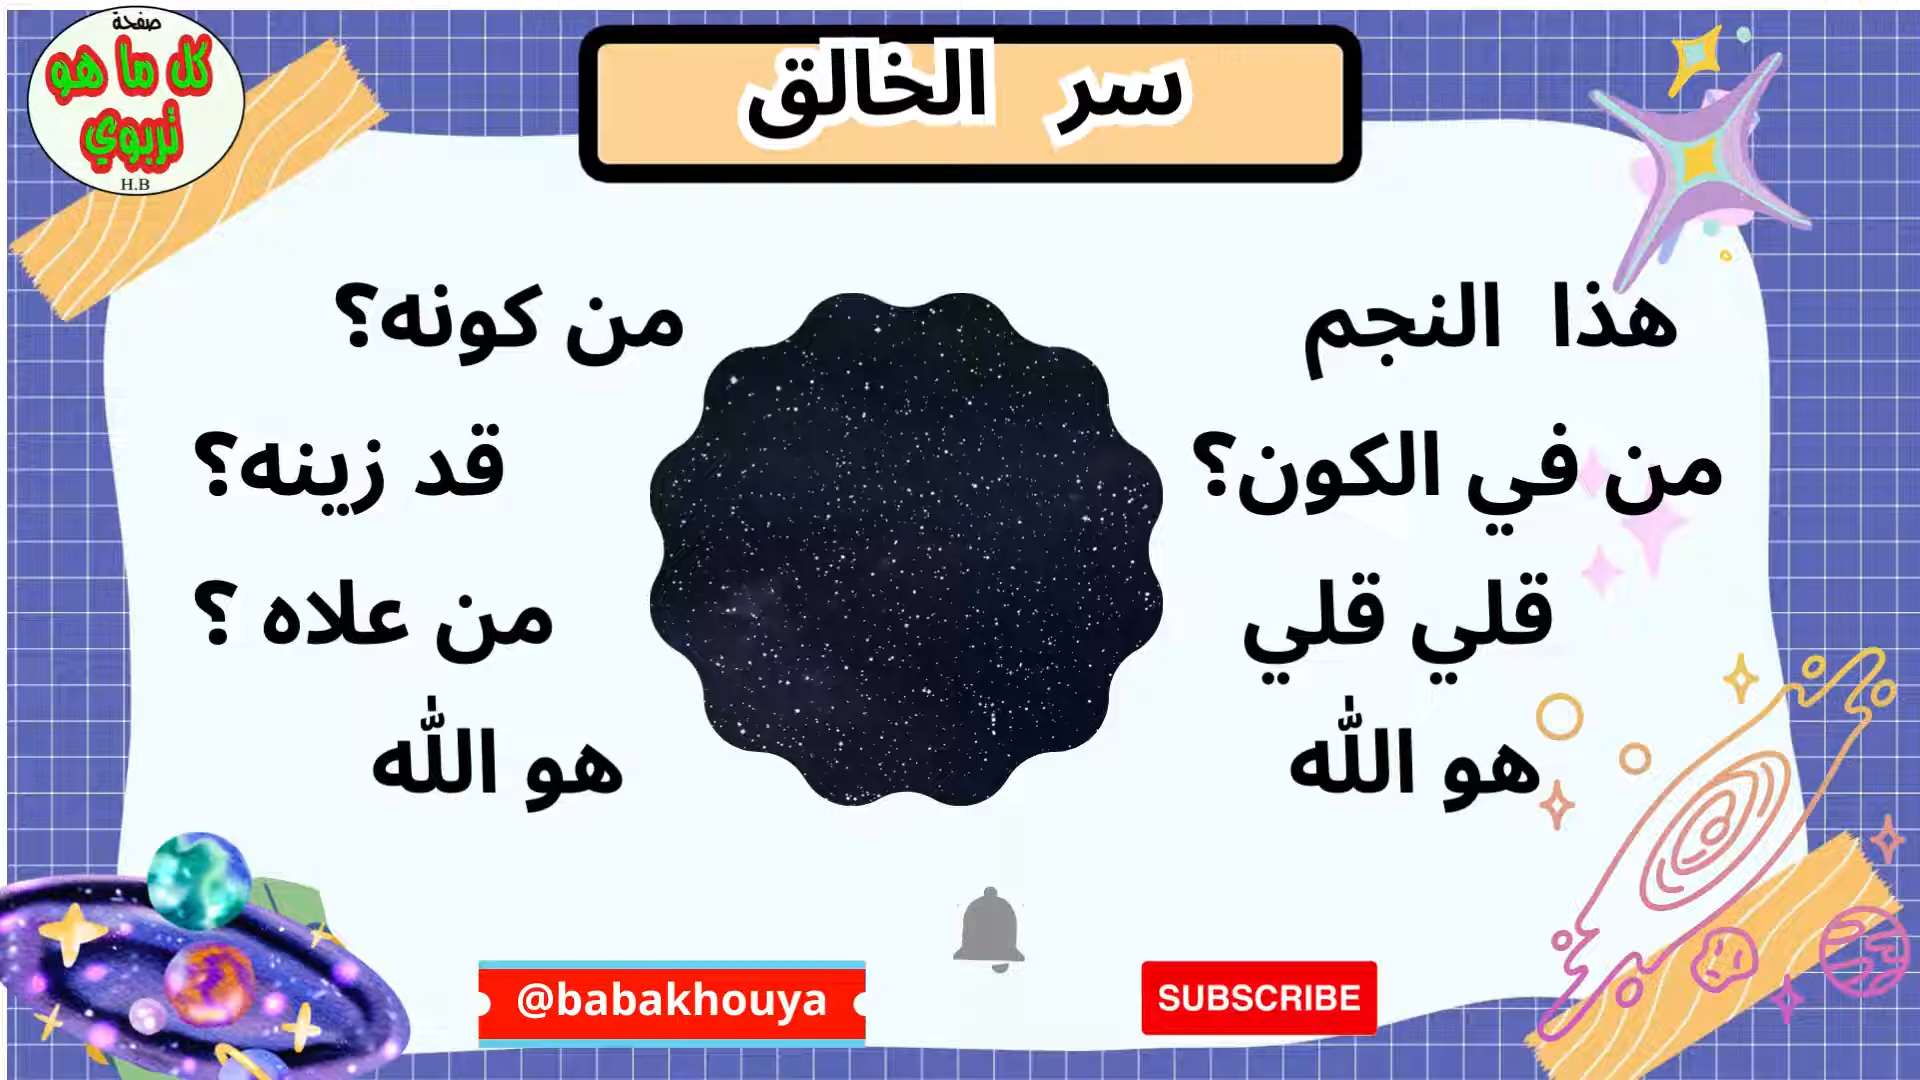 صفحة
كل ما هو
تربوي
H.B
سر الخالق
هذا النجم من كونه؟
من في الكون؟ قد زينه؟
قلي قلي من علاه ؟
هو الله هو الله
@babakhouya
SUBSCRIBE